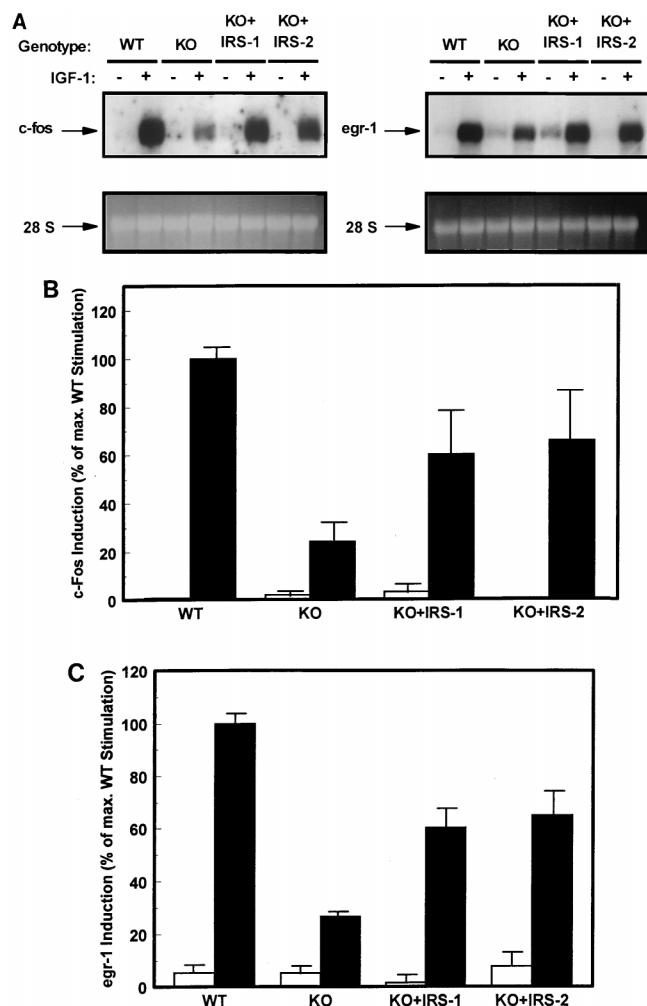 A
Genotype: WT KO KO+ IRS-1 KO+ IRS-2 WT KO KO+ IRS-1 KO+ IRS-2
IGF-1: - + - + - + - + - + - + - + - +
c-fos egr-1
28 S 28 S
B
c-Fos Induction (% of max. WT Stimulation)
120
100
80
60
40
20
0
WT KO KO+IRS-1 KO+IRS-2
C
egr-1 Induction (% of max. WT Stimulation)
120
100
80
60
40
20
0
WT KO KO+IRS-1 KO+IRS-2